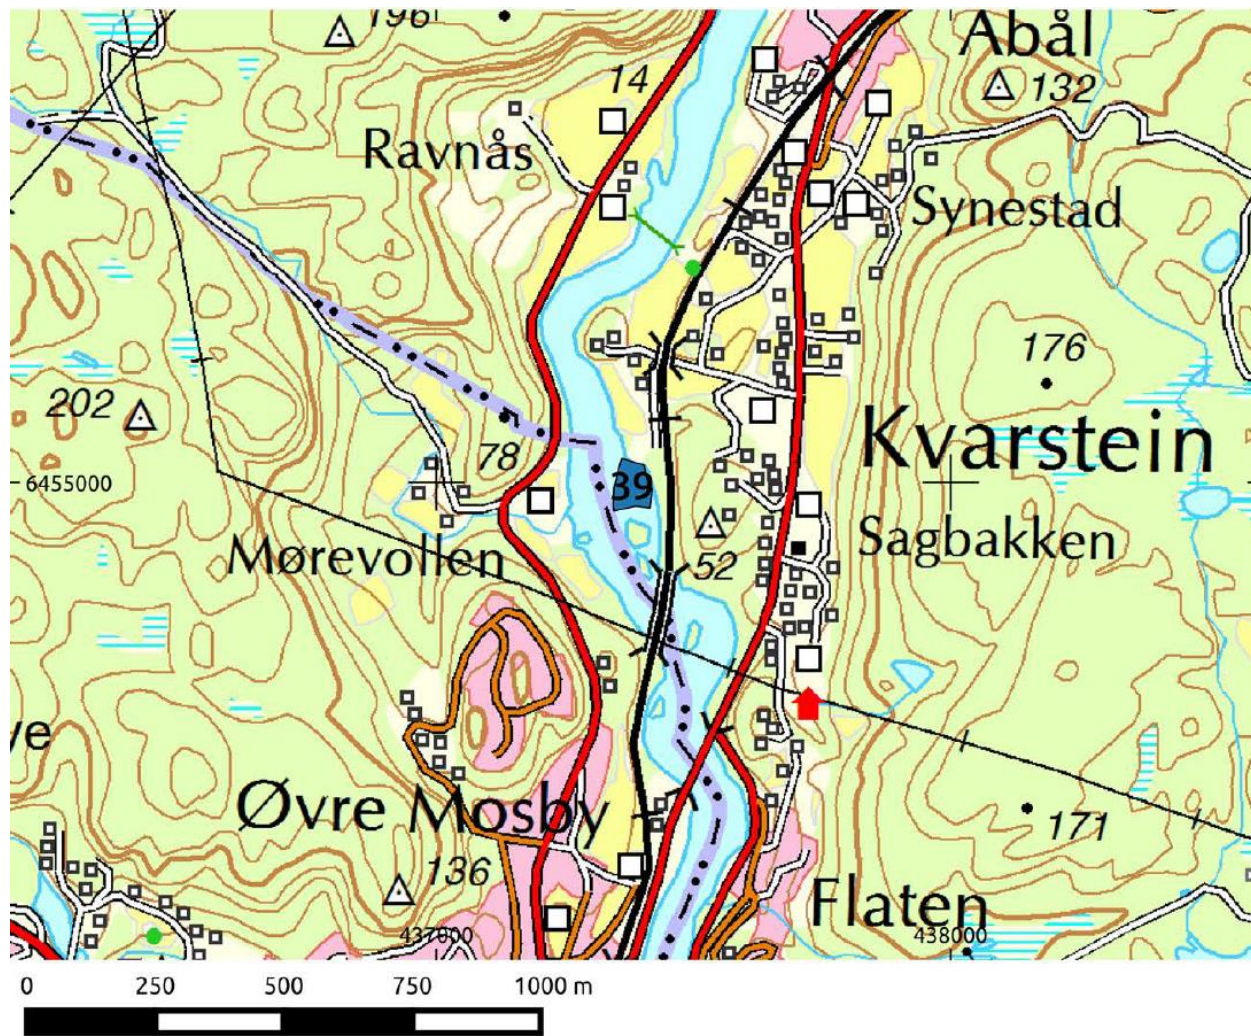 196
Abål
14
132
Ravnås
Synestad
176
202
Kvarstein
78
39
6455000
Sagbakken
Mørevollen
52
ve
Øvre Mosby
171
136
Flaten
437000
438000
0 250 500 750 1000 m